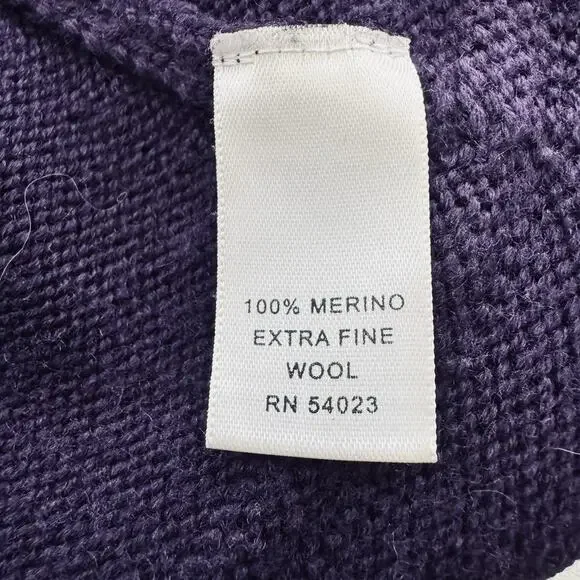 100% MERINO
EXTRA FINE
WOOL
RN 54023